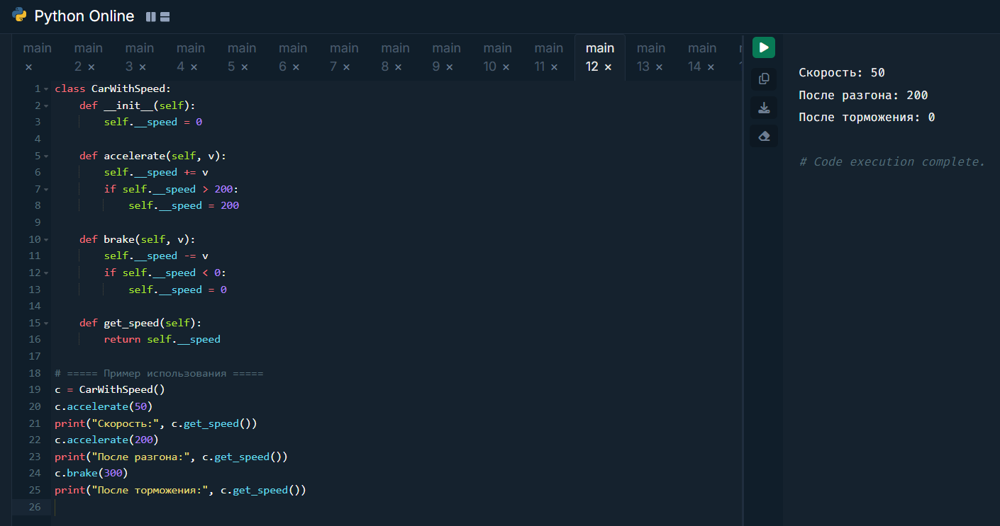 Python Online
main main main main main main main main main main main main main main
× 2 × 3 × 4 × 5 × 6 × 7 × 8 × 9 × 10 × 11 × 12 × 13 × 14 ×
1 class CarWithSpeed:
2     def __init__(self):
3         self.__speed = 0
4
5     def accelerate(self, v):
6         self.__speed += v
7         if self.__speed > 200:
8             self.__speed = 200
9
10     def brake(self, v):
11         self.__speed -= v
12         if self.__speed < 0:
13             self.__speed = 0
14
15     def get_speed(self):
16         return self.__speed
17
18 # ===== Пример использования =====
19 c = CarWithSpeed()
20 c.accelerate(50)
21 print("Скорость:", c.get_speed())
22 c.accelerate(200)
23 print("После разгона:", c.get_speed())
24 c.brake(300)
25 print("После торможения:", c.get_speed())
26
Скорость: 50
После разгона: 200
После торможения: 0
# Code execution complete.